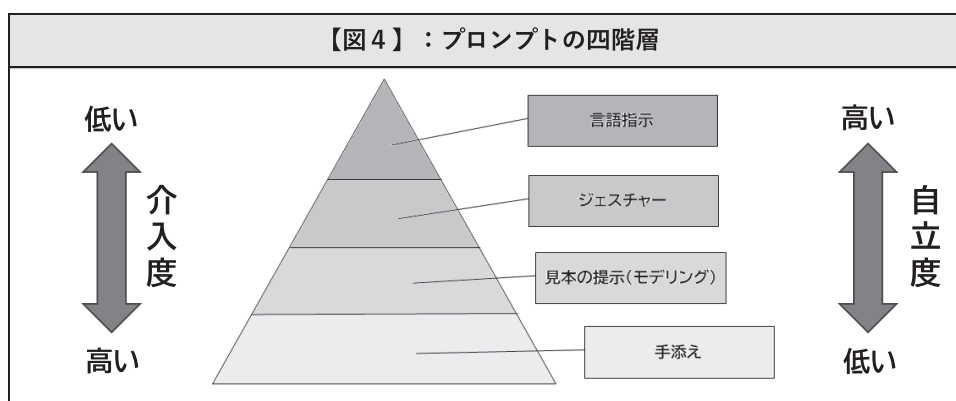 【図4】：プロンプトの四階層
低い
介入度
高い
言語指示
ジェスチャー
見本の提示（モデリング）
手添え
高い
自立度
低い